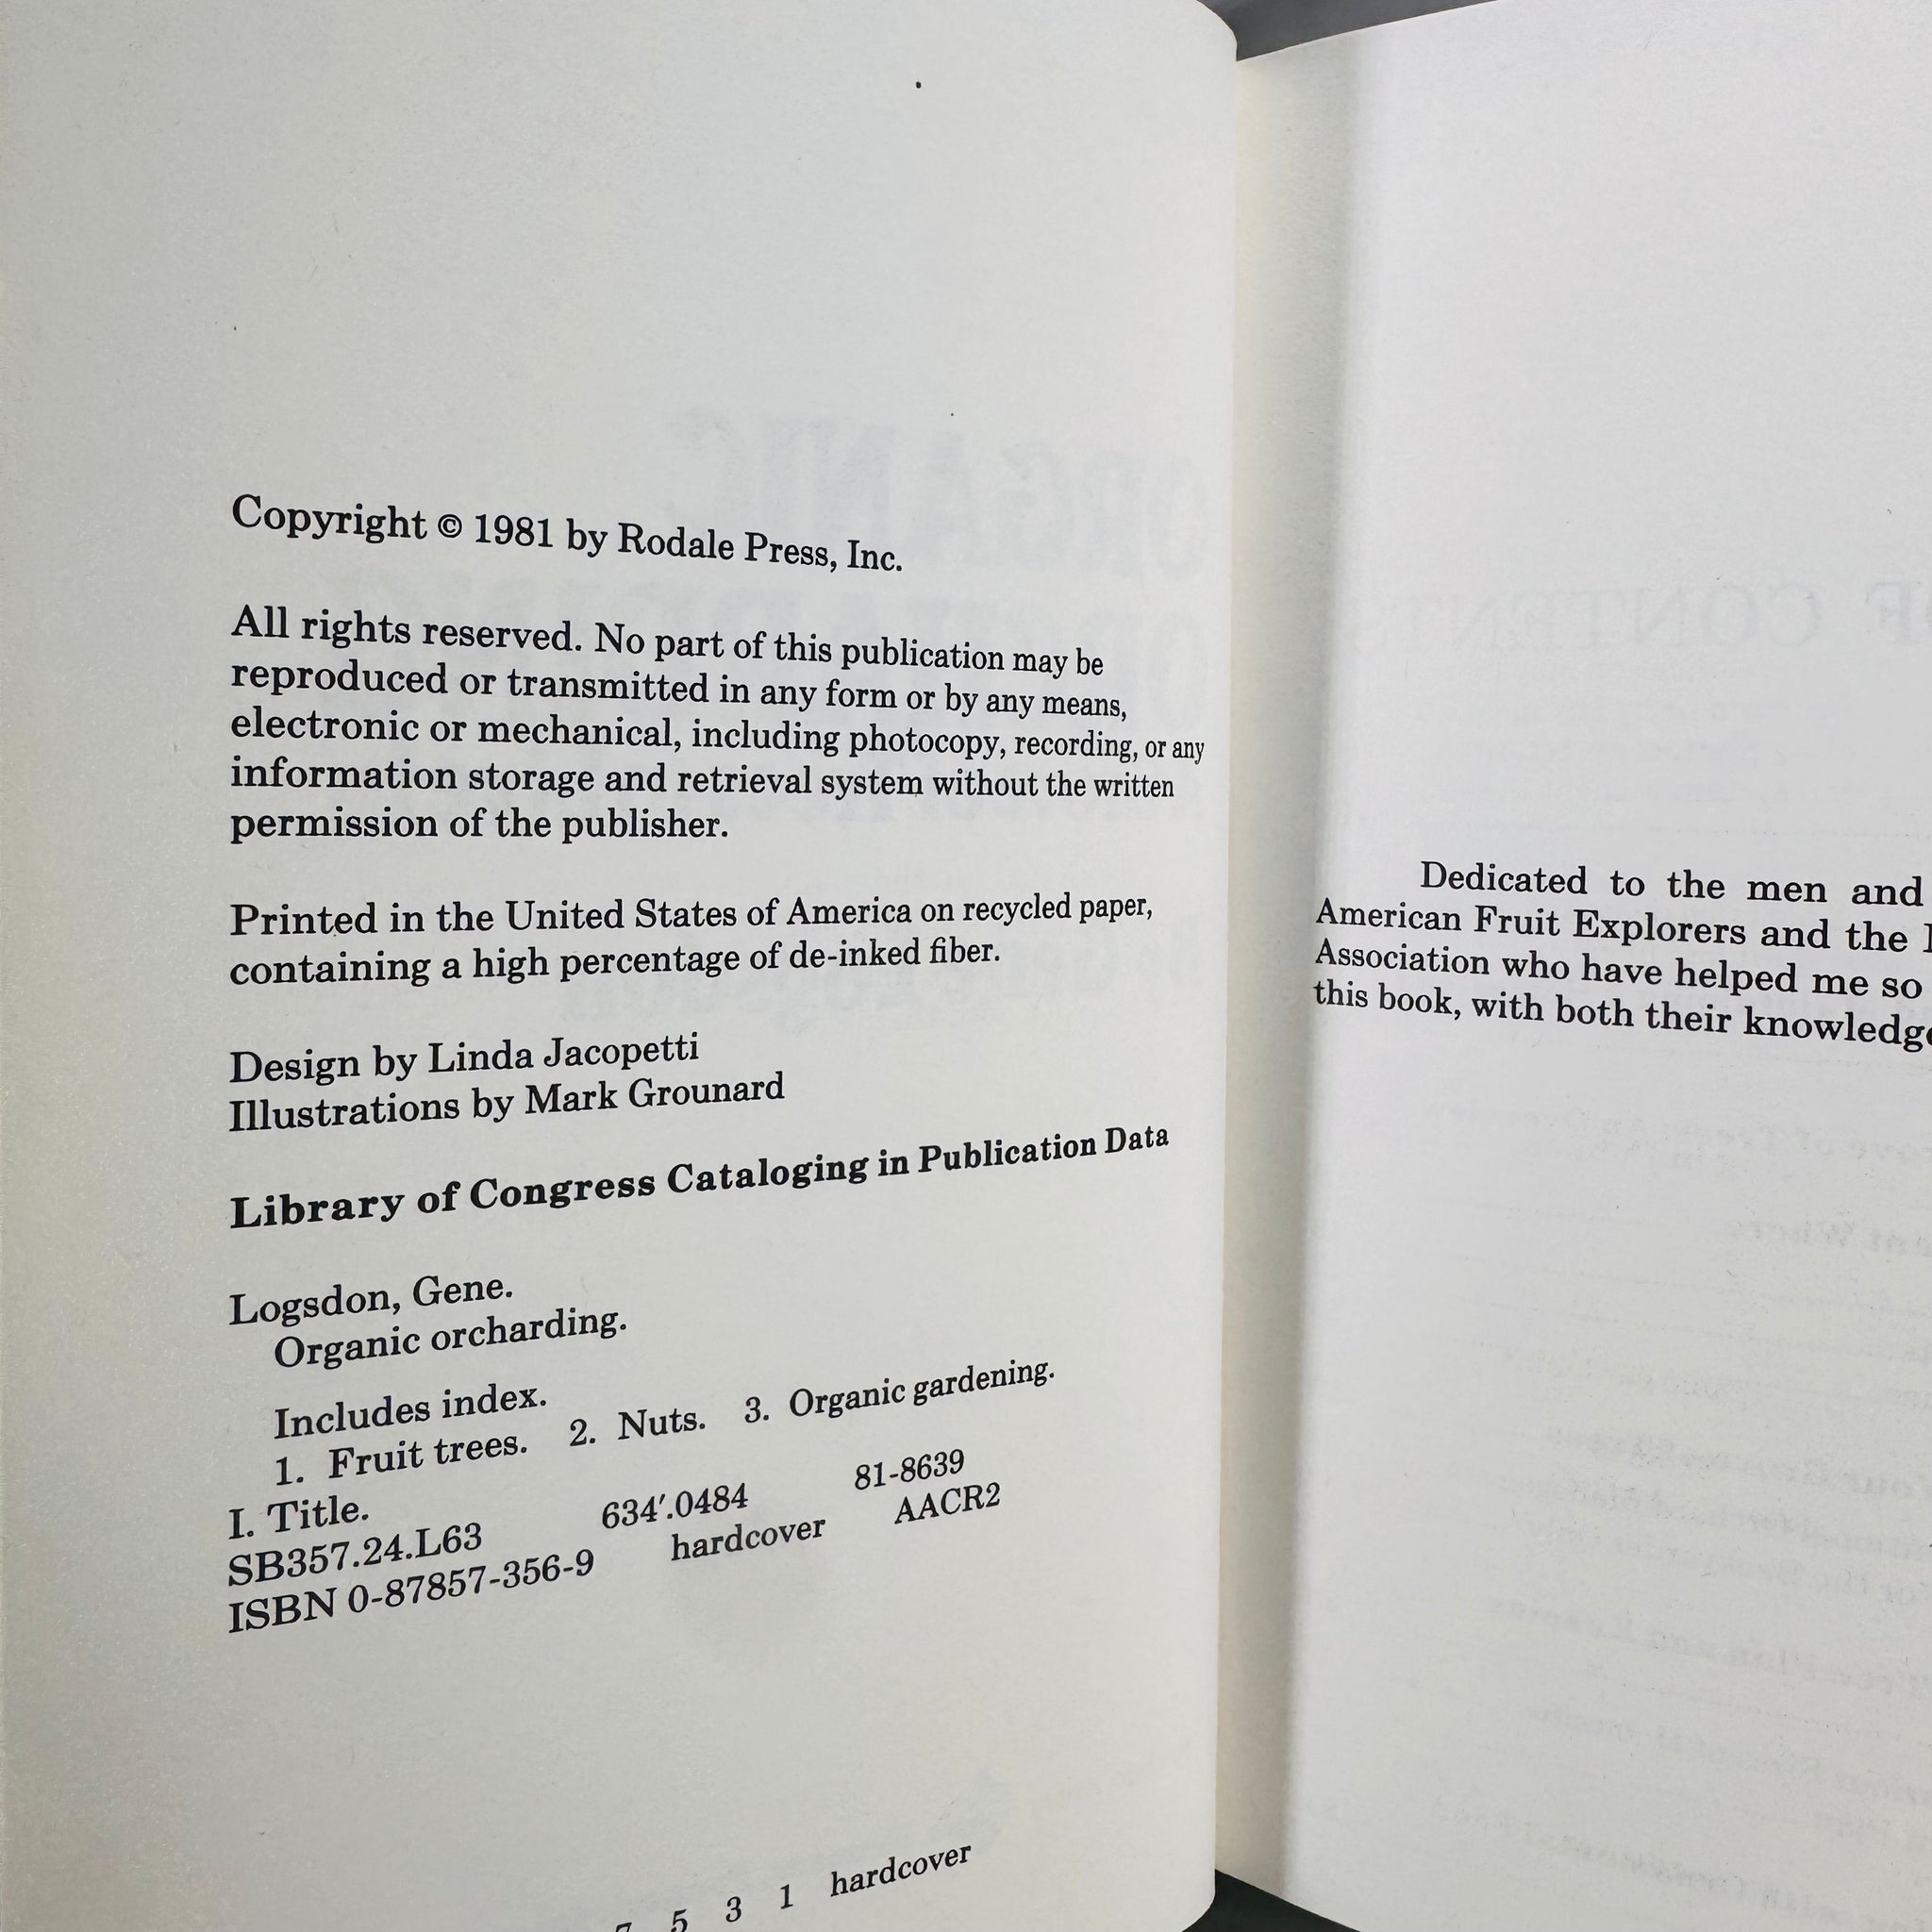 Copyright © 1981 by Rodale Press, Inc.
All rights reserved. No part of this publication may be
reproduced or transmitted in any form or by any means,
electronic or mechanical, including photocopy, recording, or any
information storage and retrieval system without the written
permission of the publisher.
Printed in the United States of America on recycled paper,
containing a high percentage of de-inked fiber.
Design by Linda Jacopetti
Illustrations by Mark Grounard
Library of Congress Cataloging in Publication Data
Logsdon, Gene.
Organic orcharding.
Includes index.
1. Fruit trees. 2. Nuts. 3. Organic gardening.
I. Title.
SB357.24.L63 634′.0484 81-8639
ISBN 0-87857-356-9 hardcover AACR2
7 5 3 1 hardcover
Dedicated to the men and
American Fruit Explorers and the
Association who have helped me so
this book, with both their knowledge